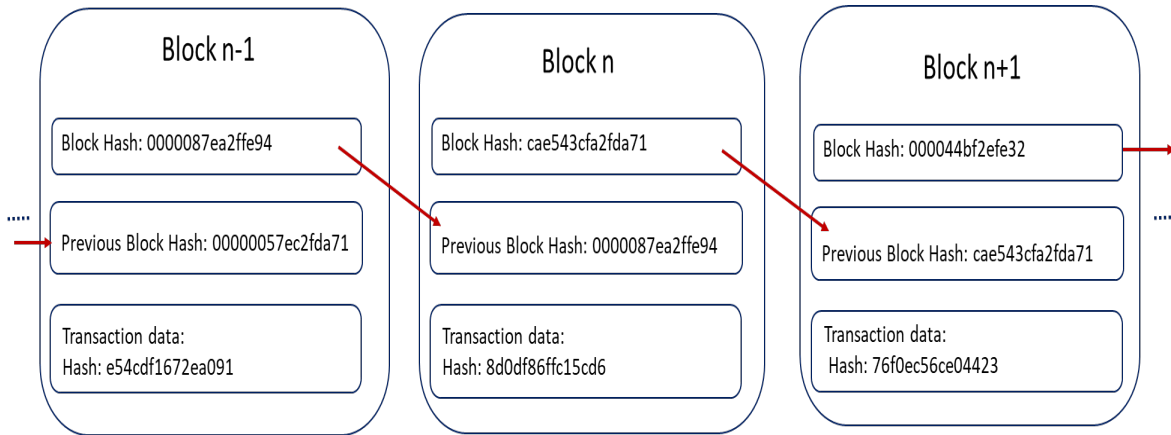 Block n-1
Block Hash: 0000087ea2ffe94
Previous Block Hash: 00000057ec2fda71
Transaction data:
Hash: e54cdf1672ea091
Block n
Block Hash: cae543cfa2fda71
Previous Block Hash: 0000087ea2ffe94
Transaction data:
Hash: 8d0df86ffc15cd6
Block n+1
Block Hash: 000044bf2efe32
Previous Block Hash: cae543cfa2fda71
Transaction data:
Hash: 76f0ec56ce04423